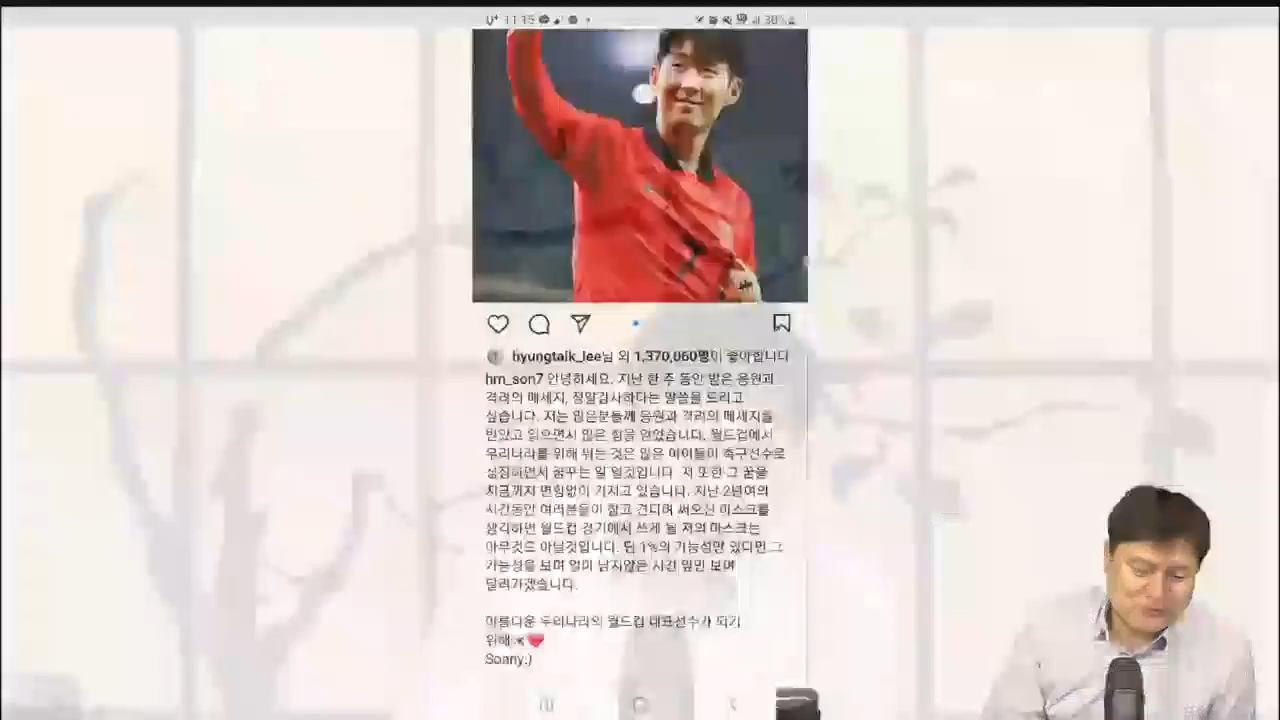 11:15
30%
hyungtaik_lee님 외 1,370,060명이 좋아합니다
hm_son7 안녕하세요. 지난 한 주 동안 받은 응원과
격려의 메세지, 정말감사하다는 말씀을 드리고
싶습니다. 저는 많은분들께 응원과 격려의 메세지를
받았고 읽으면서 많은 힘을 얻었습니다. 월드컵에서
우리나라를 위해 뛰는 것은 많은 아이들이 축구선수로
성장하면서 꿈꾸는 일 일것입니다. 저 또한 그 꿈을
지금까지 변함없이 가지고 있습니다. 지난 2년여의
시간동안 여러분들이 참고 견디며 써오신 마스크를
생각하면 월드컵 경기에서 쓰게 될 저의 마스크는
아무것도 아닐것입니다. 단 1%의 가능성만 있다면 그
가능성을 보며 얼마 남지않은 시간 앞만 보며
달려가겠습니다.
아름다운 우리나라의 월드컵 대표선수가 되기
위해
Sonny:)